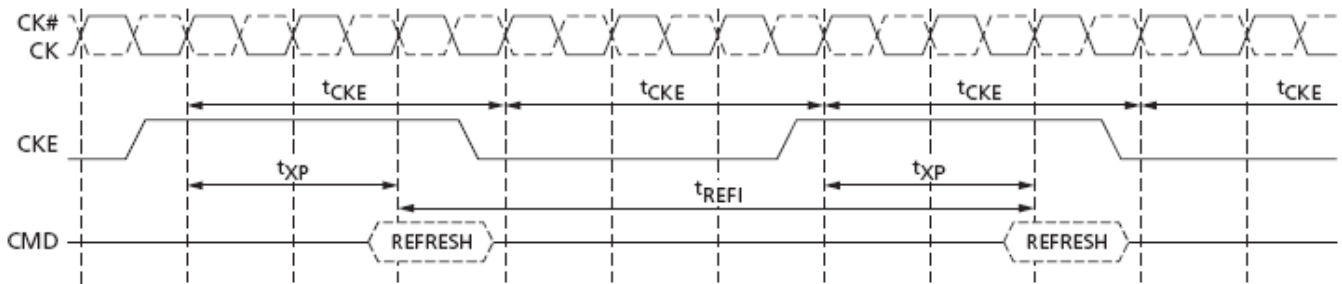 CK#
CK
tCKE tCKE tCKE tCKE
CKE
tXP tXP
tREFI
CMD REFRESH REFRESH